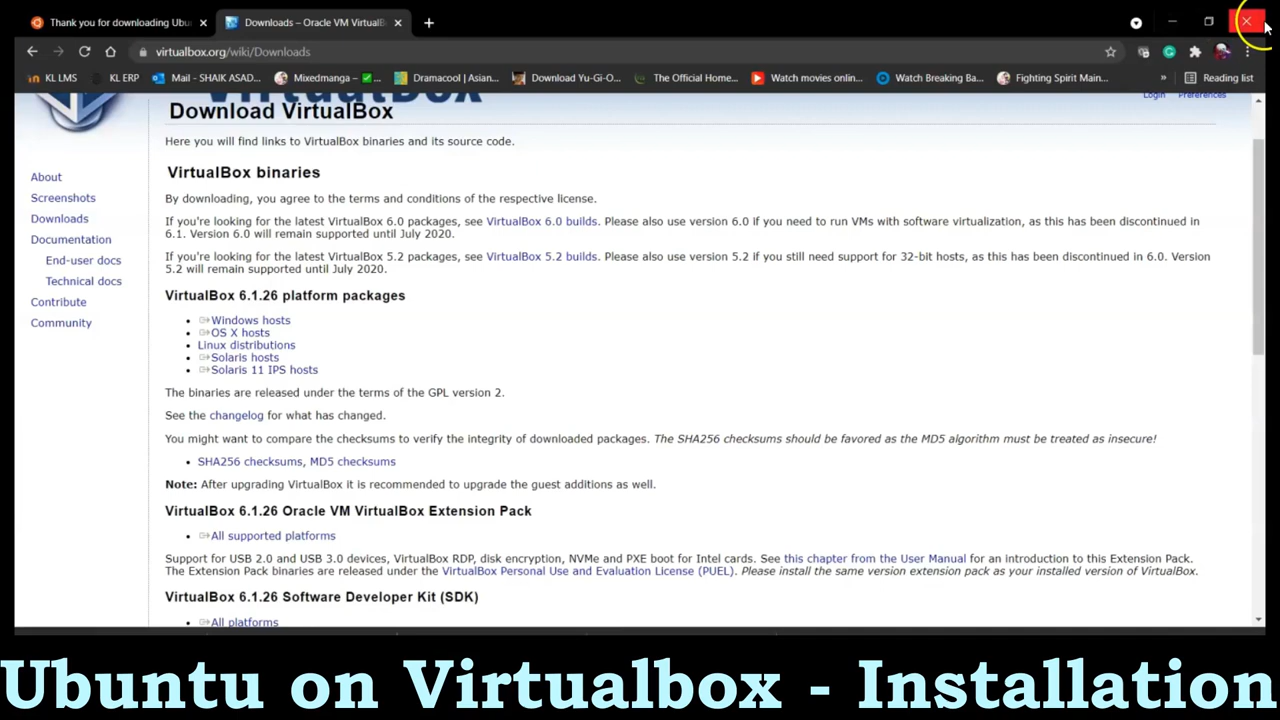 Thank you for downloading Ubu
Downloads – Oracle VM VirtualB
virtualbox.org/wiki/Downloads
KL LMS
KL ERP
Mail - SHAIK ASAD...
Mixedmanga – ✅ ...
Dramacool | Asian...
Download Yu-Gi-O...
The Official Home...
Watch movies onlin...
Watch Breaking Ba...
Fighting Spirit Main...
»
Reading list
VirtualBox
Login
Preferences
Download VirtualBox
Here you will find links to VirtualBox binaries and its source code.
About
Screenshots
Downloads
Documentation
End-user docs
Technical docs
Contribute
Community
VirtualBox binaries
By downloading, you agree to the terms and conditions of the respective license.
If you're looking for the latest VirtualBox 6.0 packages, see VirtualBox 6.0 builds. Please also use version 6.0 if you need to run VMs with software virtualization, as this has been discontinued in
6.1. Version 6.0 will remain supported until July 2020.
If you're looking for the latest VirtualBox 5.2 packages, see VirtualBox 5.2 builds. Please also use version 5.2 if you still need support for 32-bit hosts, as this has been discontinued in 6.0. Version
5.2 will remain supported until July 2020.
VirtualBox 6.1.26 platform packages
• Windows hosts
• OS X hosts
• Linux distributions
• Solaris hosts
• Solaris 11 IPS hosts
The binaries are released under the terms of the GPL version 2.
See the changelog for what has changed.
You might want to compare the checksums to verify the integrity of downloaded packages. The SHA256 checksums should be favored as the MD5 algorithm must be treated as insecure!
• SHA256 checksums, MD5 checksums
Note: After upgrading VirtualBox it is recommended to upgrade the guest additions as well.
VirtualBox 6.1.26 Oracle VM VirtualBox Extension Pack
• All supported platforms
Support for USB 2.0 and USB 3.0 devices, VirtualBox RDP, disk encryption, NVMe and PXE boot for Intel cards. See this chapter from the User Manual for an introduction to this Extension Pack.
The Extension Pack binaries are released under the VirtualBox Personal Use and Evaluation License (PUEL). Please install the same version extension pack as your installed version of VirtualBox.
VirtualBox 6.1.26 Software Developer Kit (SDK)
• All platforms
Ubuntu on Virtualbox - Installation